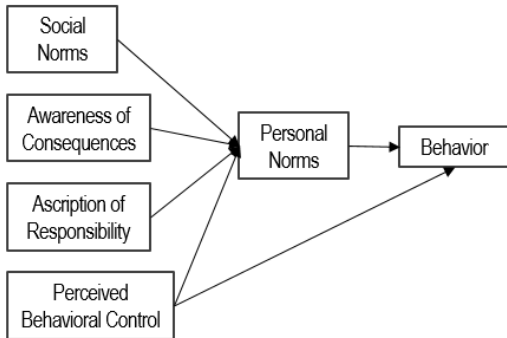 Social
Norms
Awareness of
Consequences
Personal
Norms
Behavior
Ascription of
Responsibility
Perceived
Behavioral Control